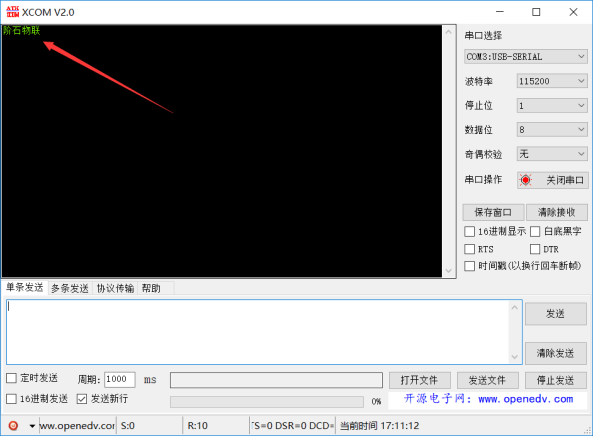 XCOM V2.0
阶石物联
串口选择
COM3:USB-SERIAL
波特率 115200
停止位 1
数据位 8
奇偶校验 无
串口操作 关闭串口
保存窗口 清除接收
16进制显示 白底黑字
RTS DTR
时间戳(以换行回车断帧)
单条发送 多条发送 协议传输 帮助
发送
清除发送
定时发送 周期: 1000 ms 打开文件 发送文件 停止发送
16进制发送 发送新行 0% 开源电子网：www.openedv.com
ww.openedv.com S:0 R:10 CTS=0 DSR=0 DCD= 当前时间 17:11:12